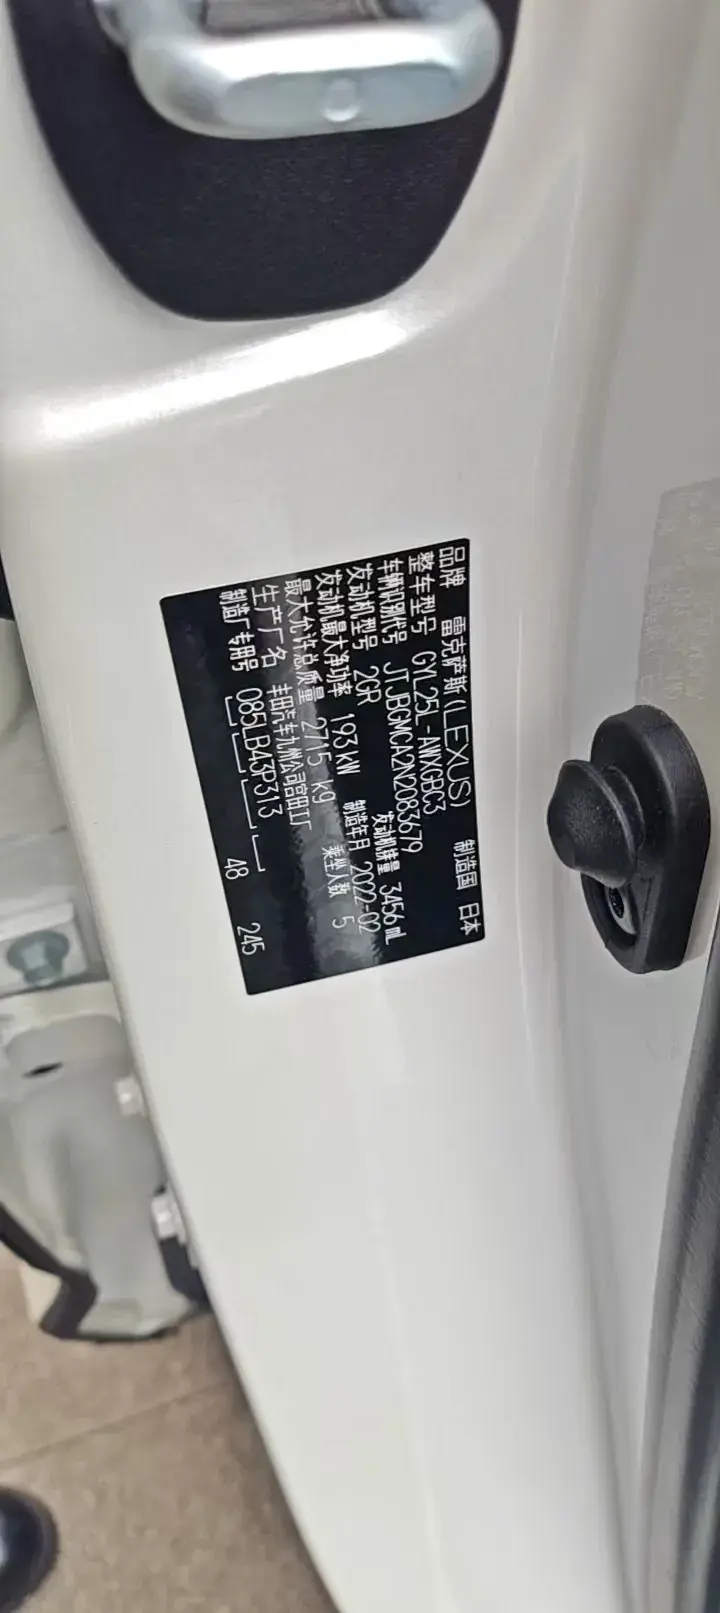 品牌 雷克萨斯(LEXUS) 制造国 日本
整车型号 GYL25L-AWXGBC3
车辆识别代号 JTJBGMCA2N2083679
发动机型号 2GR 发动机排量 3456 mL
发动机最大净功率 193 kW 制造年月 2022-02
最大允许总质量 2715 kg 乘坐人数 5
生产厂名 丰田汽车九州公司宫田工厂
制造厂专用号 085LB43P313
48 245